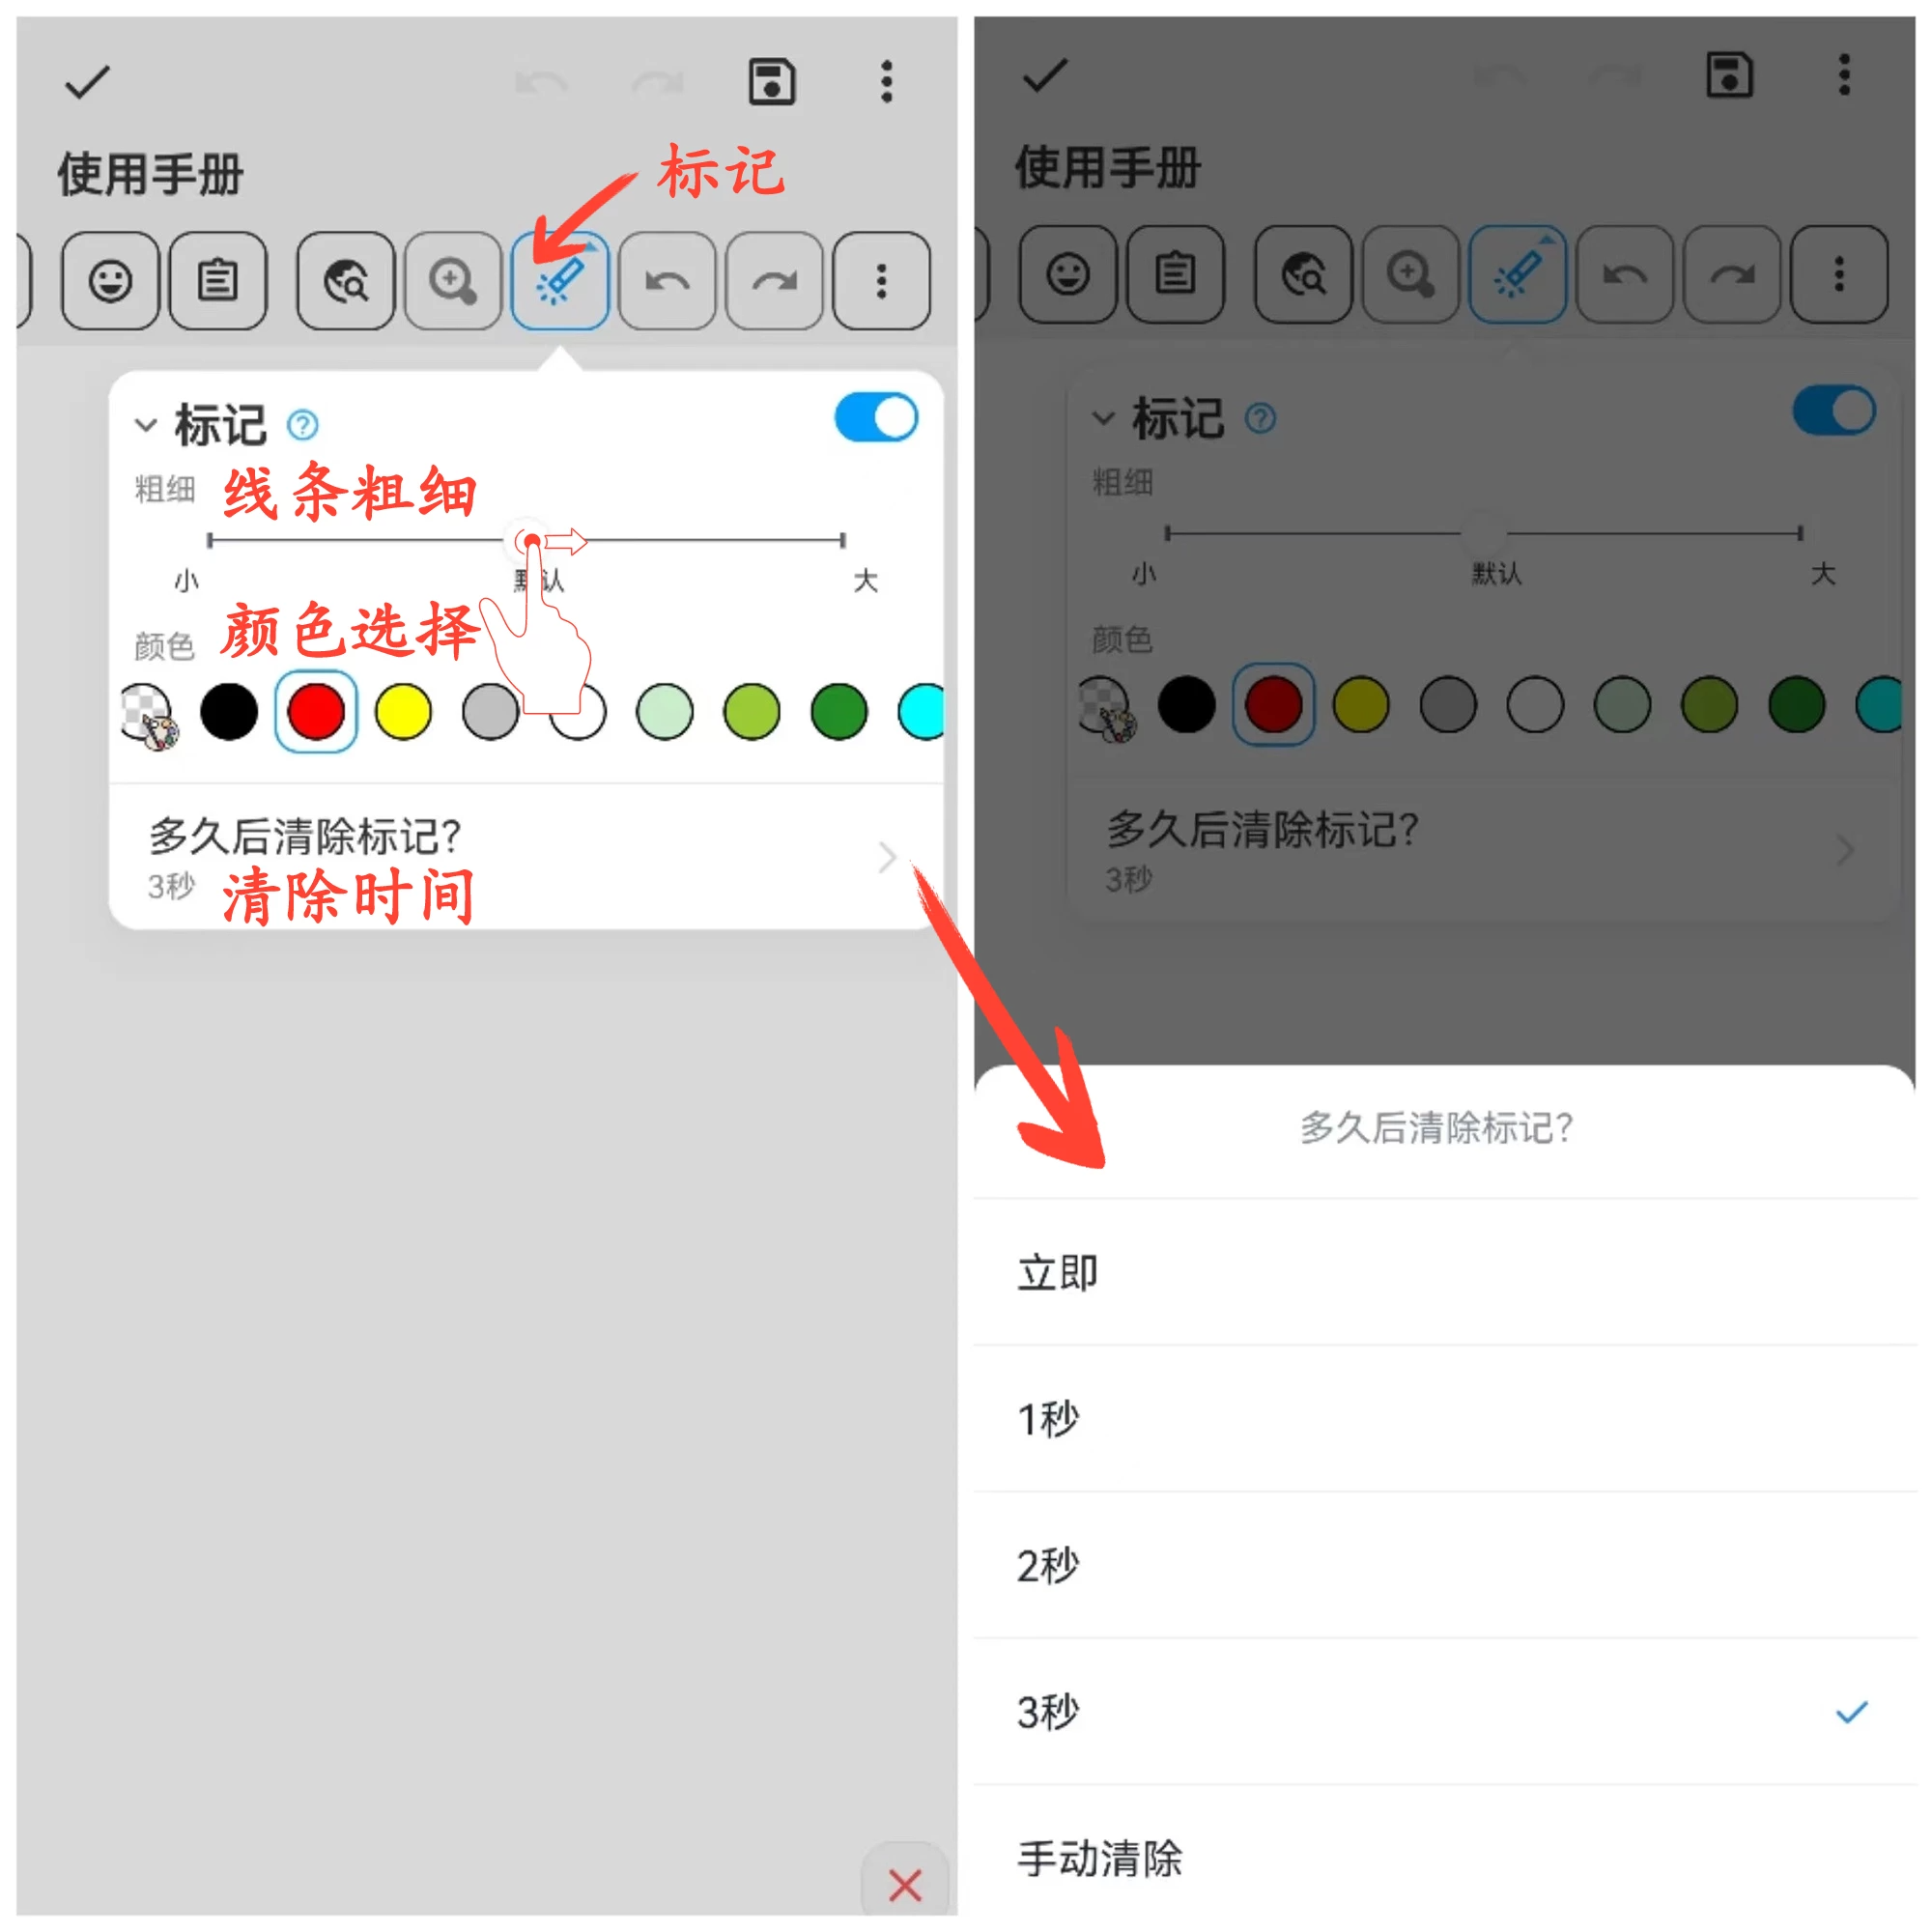 使用手册
标记
标记
粗细
线条粗细
小
默认
大
颜色
颜色选择
多久后清除标记?
3秒
清除时间
使用手册
标记
粗细
小
默认
大
颜色
多久后清除标记?
3秒
多久后清除标记?
立即
1秒
2秒
3秒
手动清除